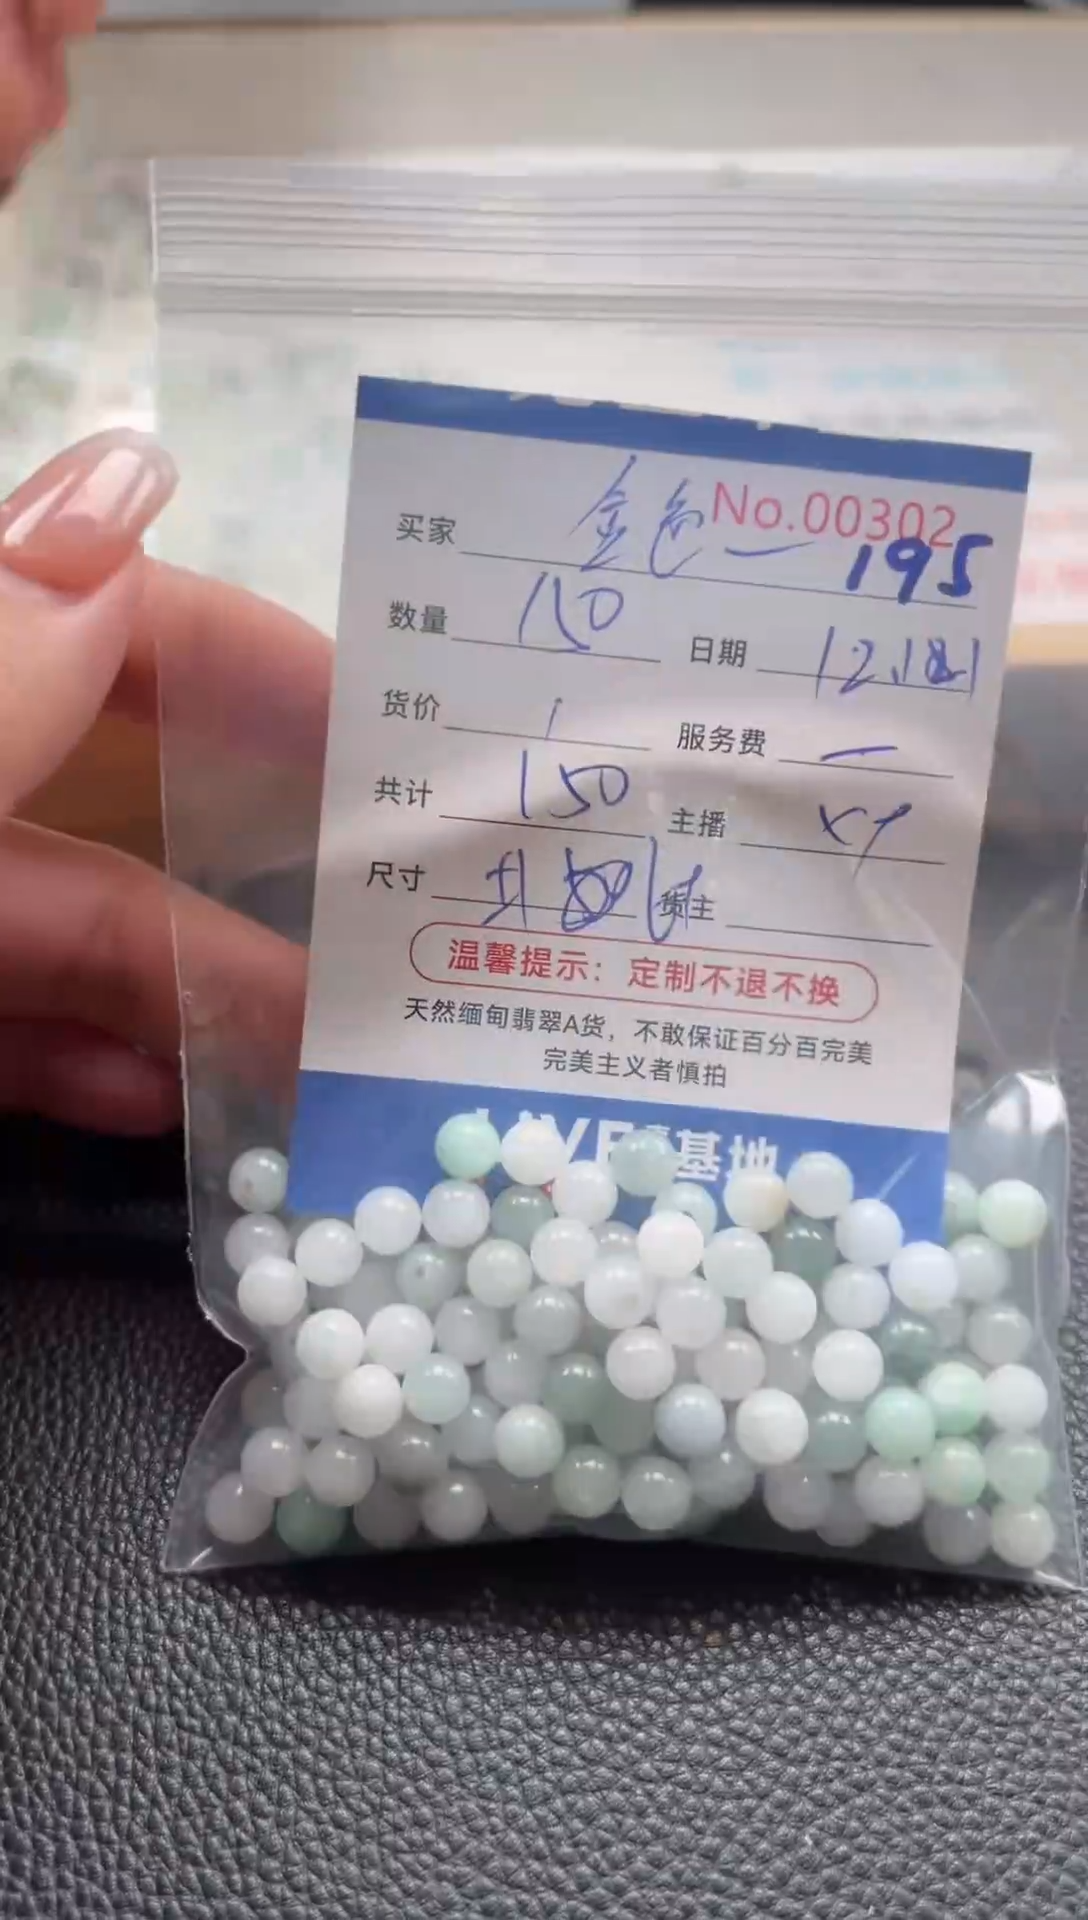 No.00302
买家 金色一 195
数量 150 日期 12.
货价 1 服务费 一
共计 150 主播
尺寸 共 货主
温馨提示：定制不退不换
天然缅甸翡翠A货，不敢保证百分百完美
完美主义者慎拍
基地